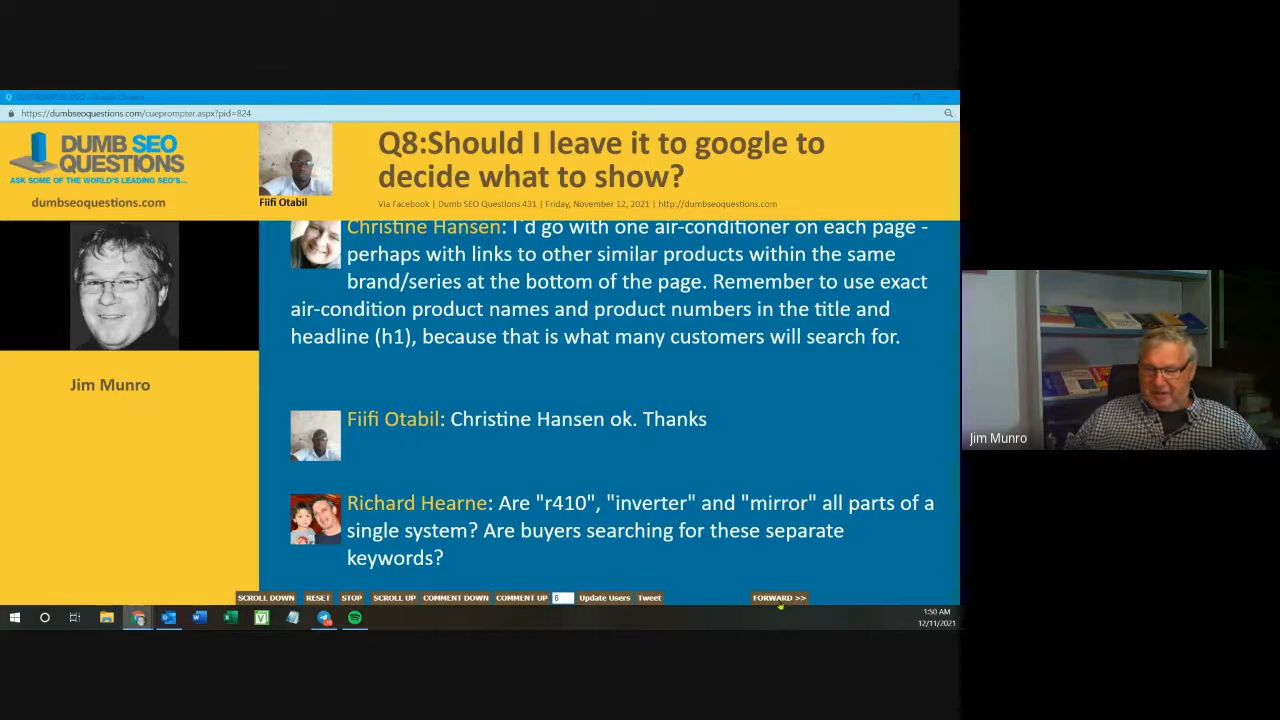 https://dumbseoquestions.com/cueprompter.aspx?pid=824
DUMB SEO
QUESTIONS
ASK SOME OF THE WORLD'S LEADING SEO'S...
dumbseoquestions.com
Fiifi Otabil
Q8:Should I leave it to google to
decide what to show?
Via Facebook | Dumb SEO Questions 431 | Friday, November 12, 2021 | http://dumbseoquestions.com
Jim Munro
Christine Hansen: I'd go with one air-conditioner on each page -
perhaps with links to other similar products within the same
brand/series at the bottom of the page. Remember to use exact
air-condition product names and product numbers in the title and
headline (h1), because that is what many customers will search for.
Fiifi Otabil: Christine Hansen ok. Thanks
Richard Hearne: Are "r410", "inverter" and "mirror" all parts of a
single system? Are buyers searching for these separate
keywords?
SCROLL DOWN RESET STOP SCROLL UP COMMENT DOWN COMMENT UP 8 Update Users Tweet FORWARD >>
1:50 AM
12/11/2021
Jim Munro